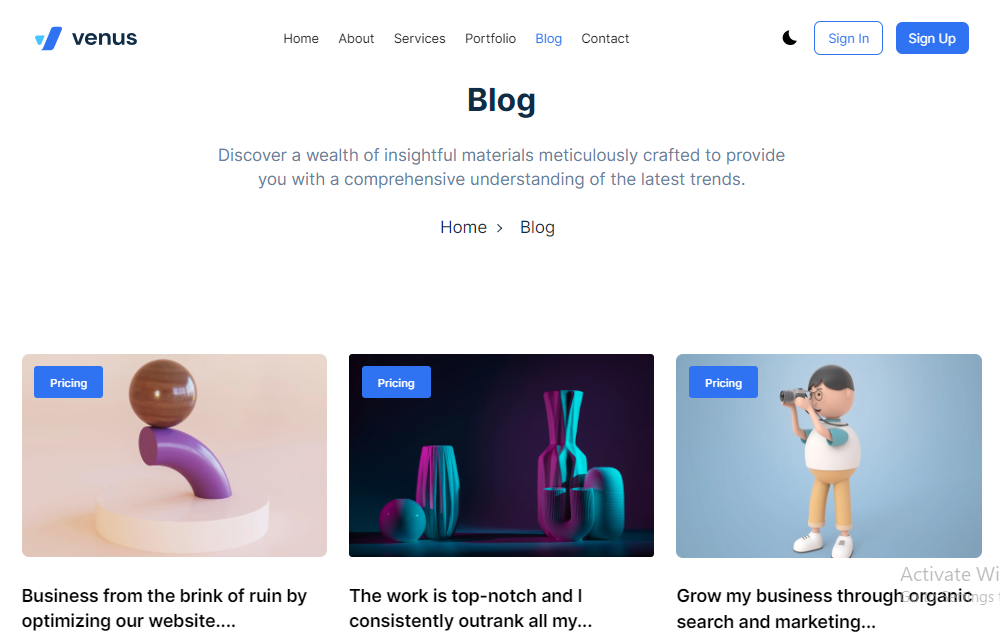 venus
Home About Services Portfolio Blog Contact
Sign In
Sign Up
Blog
Discover a wealth of insightful materials meticulously crafted to provide
you with a comprehensive understanding of the latest trends.
Home > Blog
Pricing
Pricing
Pricing
Business from the brink of ruin by
optimizing our website....
The work is top-notch and I
consistently outrank all my...
Grow my business through organic
search and marketing...
Activate Wi